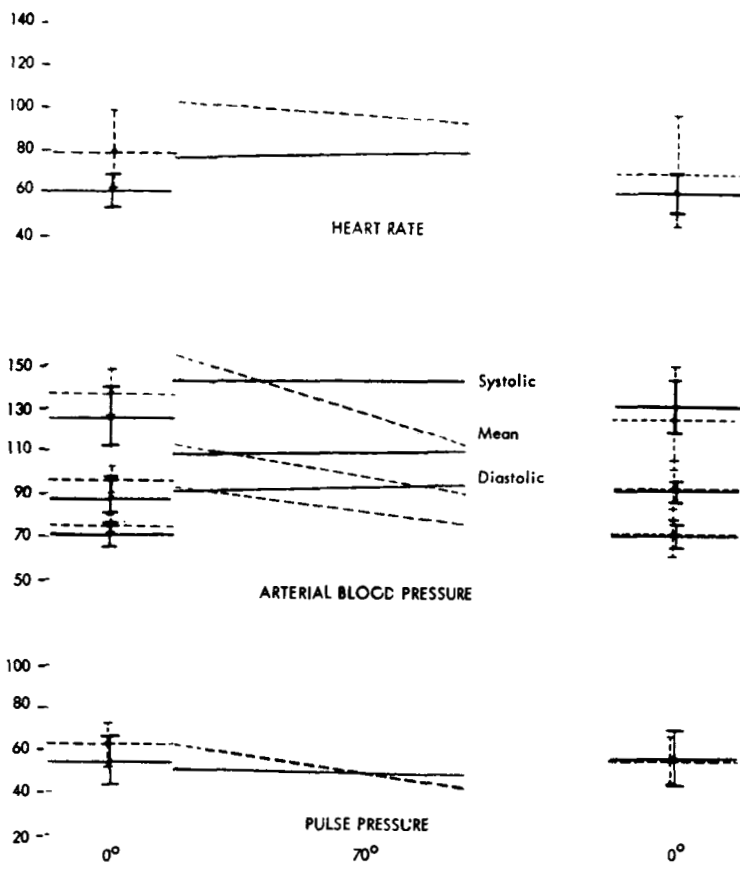 140
120
100
80
60
40
HEART RATE
150
130
110
90
70
50
Systolic
Mean
Diastolic
ARTERIAL BLOOD PRESSURE
100
80
60
40
20
PULSE PRESSURE
0° 70° 0°